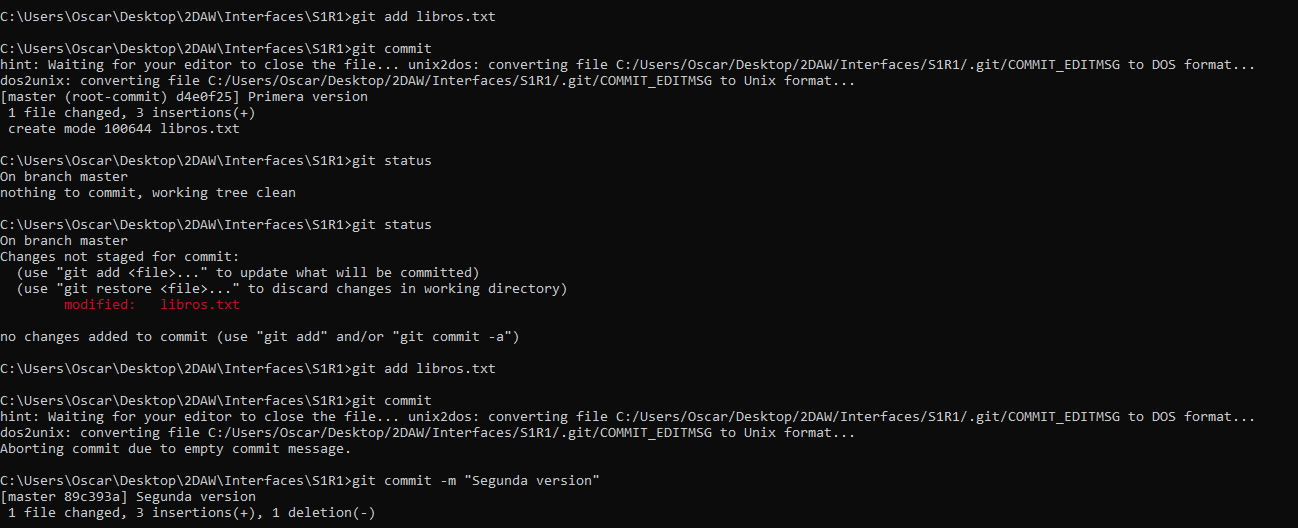 C:\Users\Oscar\Desktop\2DAW\Interfaces\S1R1>git add libros.txt
C:\Users\Oscar\Desktop\2DAW\Interfaces\S1R1>git commit
hint: Waiting for your editor to close the file... unix2dos: converting file C:/Users/Oscar/Desktop/2DAW/Interfaces/S1R1/.git/COMMIT_EDITMSG to DOS format...
dos2unix: converting file C:/Users/Oscar/Desktop/2DAW/Interfaces/S1R1/.git/COMMIT_EDITMSG to Unix format...
[master (root-commit) d4e0f25] Primera version
 1 file changed, 3 insertions(+)
 create mode 100644 libros.txt
C:\Users\Oscar\Desktop\2DAW\Interfaces\S1R1>git status
On branch master
nothing to commit, working tree clean
C:\Users\Oscar\Desktop\2DAW\Interfaces\S1R1>git status
On branch master
Changes not staged for commit:
  (use "git add <file>..." to update what will be committed)
  (use "git restore <file>..." to discard changes in working directory)
        modified:   libros.txt
no changes added to commit (use "git add" and/or "git commit -a")
C:\Users\Oscar\Desktop\2DAW\Interfaces\S1R1>git add libros.txt
C:\Users\Oscar\Desktop\2DAW\Interfaces\S1R1>git commit
hint: Waiting for your editor to close the file... unix2dos: converting file C:/Users/Oscar/Desktop/2DAW/Interfaces/S1R1/.git/COMMIT_EDITMSG to DOS format...
dos2unix: converting file C:/Users/Oscar/Desktop/2DAW/Interfaces/S1R1/.git/COMMIT_EDITMSG to Unix format...
Aborting commit due to empty commit message.
C:\Users\Oscar\Desktop\2DAW\Interfaces\S1R1>git commit -m "Segunda version"
[master 89c393a] Segunda version
 1 file changed, 3 insertions(+), 1 deletion(-)